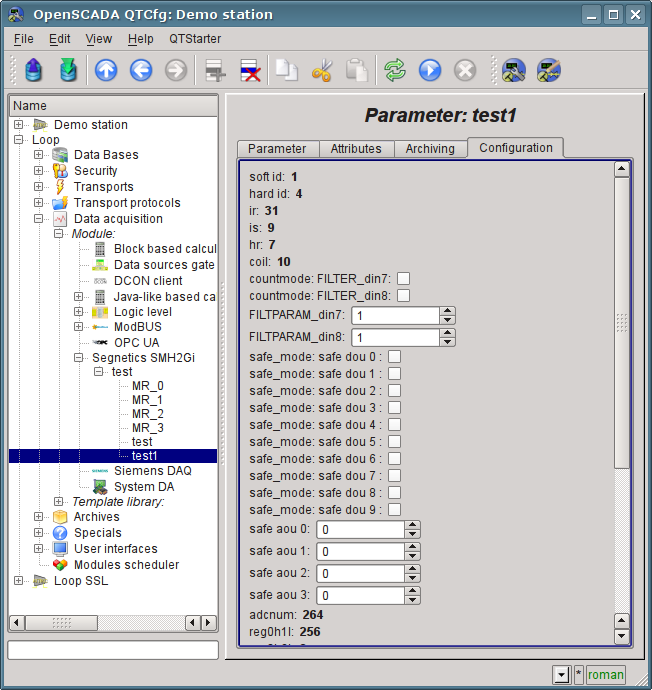 OpenSCADA QTCfg: Demo station
File Edit View Help QTStarter
Name
Demo station
Loop
Data Bases
Security
Transports
Transport protocols
Data acquisition
Module:
Block based calcul
Data sources gate
DCON client
Java-like based ca
Logic level
ModBUS
OPC UA
Segnetics SMH2Gi
test
MR_0
MR_1
MR_2
MR_3
test
test1
Siemens DAQ
System DA
Template library:
Archives
Specials
User interfaces
Modules scheduler
Loop SSL
Parameter: test1
Parameter Attributes Archiving Configuration
soft id: 1
hard id: 4
ir: 31
is: 9
hr: 7
coil: 10
countmode: FILTER_din7:
countmode: FILTER_din8:
FILTPARAM_din7: 1
FILTPARAM_din8: 1
safe_mode: safe dou 0 :
safe_mode: safe dou 1 :
safe_mode: safe dou 2 :
safe_mode: safe dou 3 :
safe_mode: safe dou 4 :
safe_mode: safe dou 5 :
safe_mode: safe dou 6 :
safe_mode: safe dou 7 :
safe_mode: safe dou 8 :
safe_mode: safe dou 9 :
safe aou 0: 0
safe aou 1: 0
safe aou 2: 0
safe aou 3: 0
adcnum: 264
reg0h1l: 256
* roman